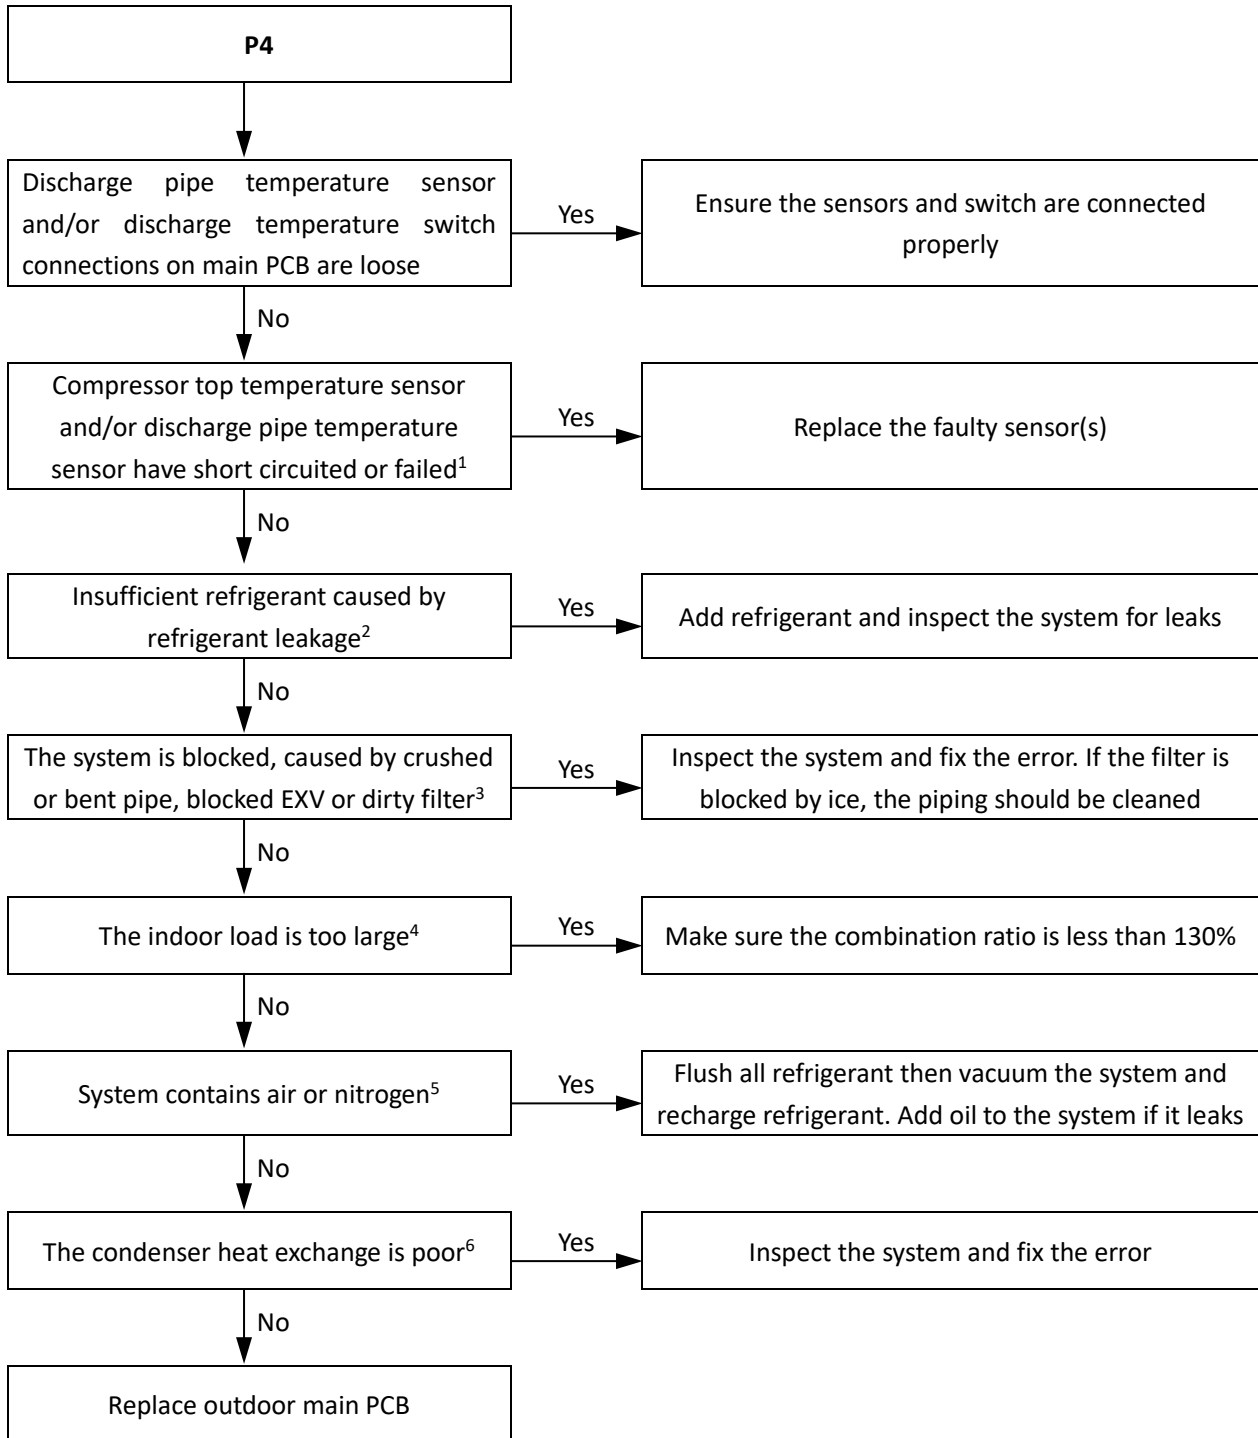 P4
Discharge pipe temperature sensor
and/or discharge temperature switch
connections on main PCB are loose
Yes
Ensure the sensors and switch are connected
properly
No
Compressor top temperature sensor
and/or discharge pipe temperature
sensor have short circuited or failed¹
Yes
Replace the faulty sensor(s)
No
Insufficient refrigerant caused by
refrigerant leakage²
Yes
Add refrigerant and inspect the system for leaks
No
The system is blocked, caused by crushed
or bent pipe, blocked EXV or dirty filter³
Yes
Inspect the system and fix the error. If the filter is
blocked by ice, the piping should be cleaned
No
The indoor load is too large⁴
Yes
Make sure the combination ratio is less than 130%
No
System contains air or nitrogen⁵
Yes
Flush all refrigerant then vacuum the system and
recharge refrigerant. Add oil to the system if it leaks
No
The condenser heat exchange is poor⁶
Yes
Inspect the system and fix the error
No
Replace outdoor main PCB